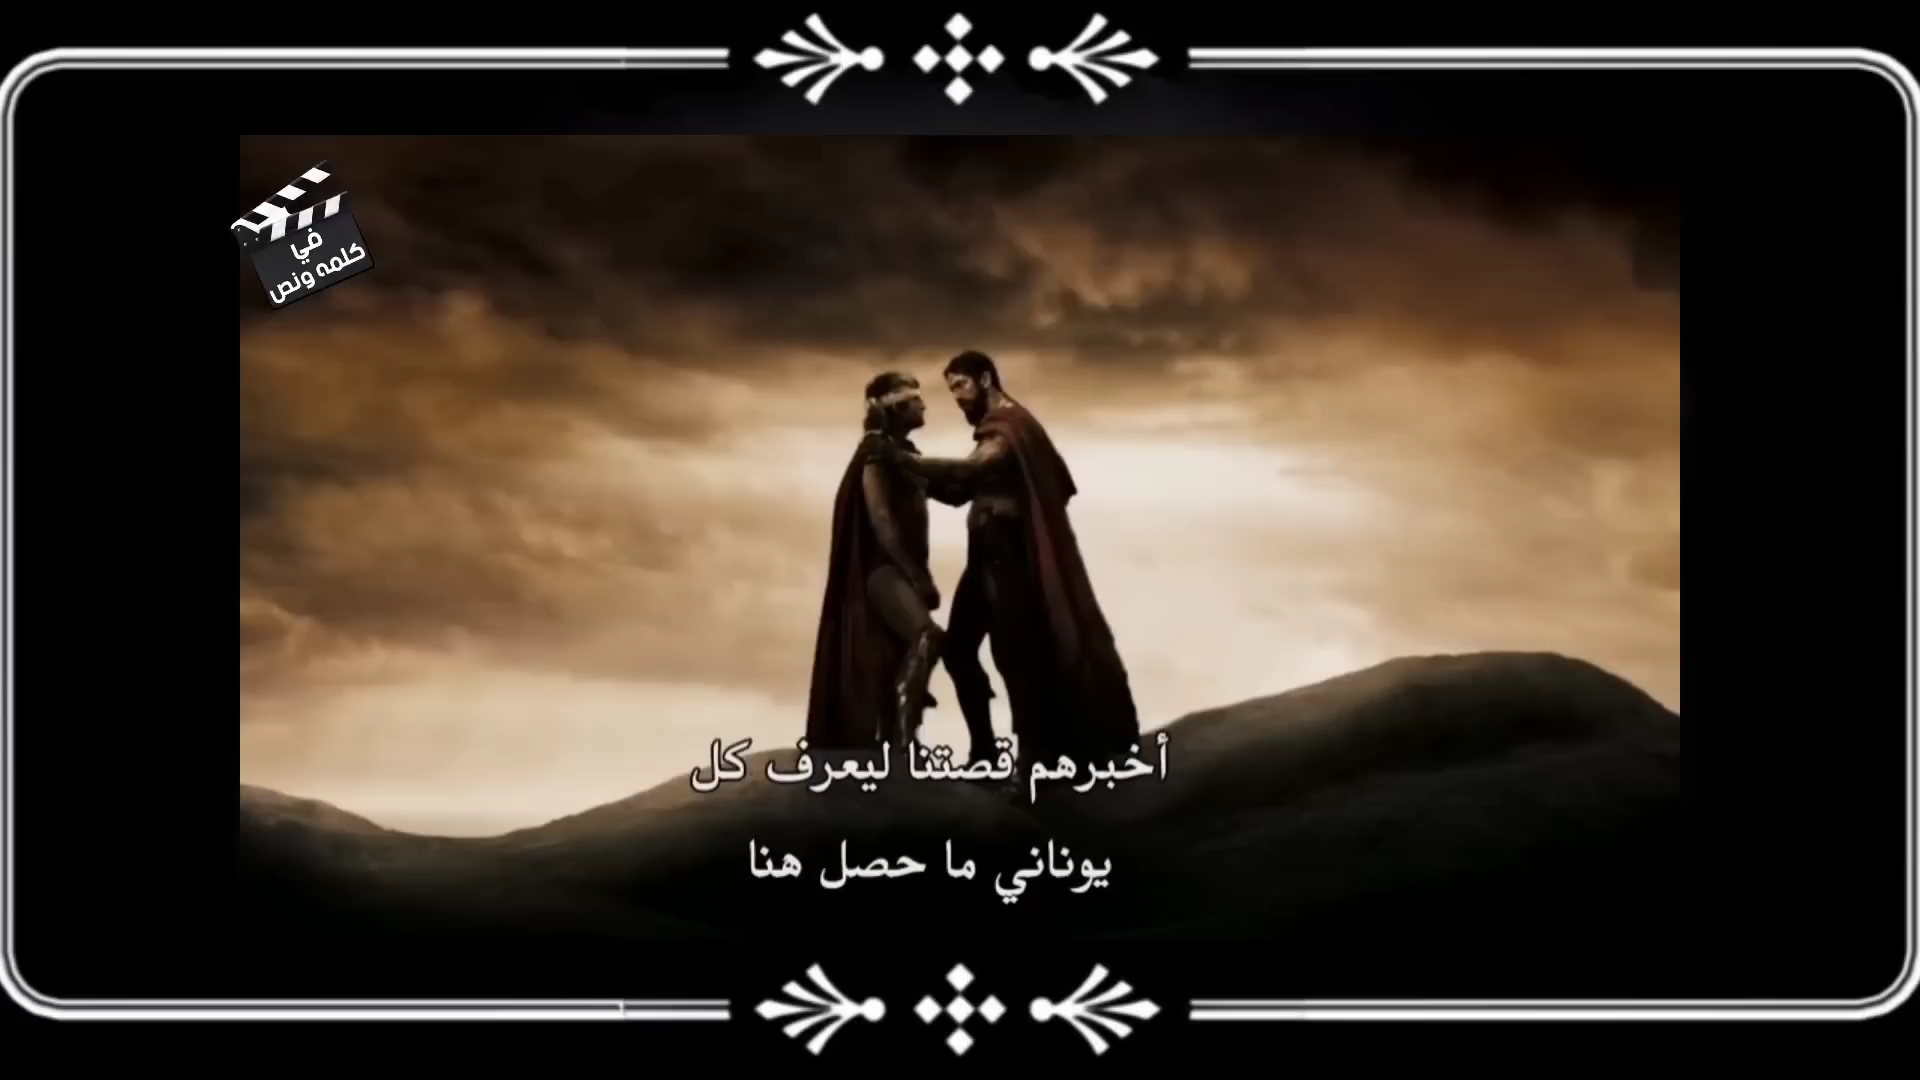 في
كلمه ونص
أخبرهم قصتنا ليعرف كل
يوناني ما حصل هنا